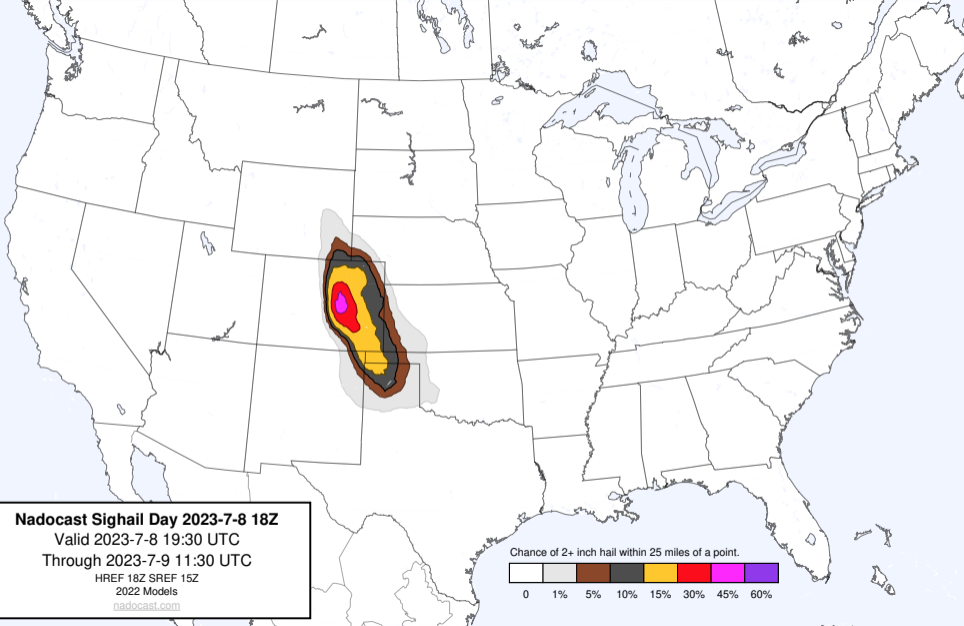 Nadocast Sighail Day 2023-7-8 18Z
Valid 2023-7-8 19:30 UTC
Through 2023-7-9 11:30 UTC
HREF 18Z SREF 15Z
2022 Models
nadocast.com
Chance of 2+ inch hail within 25 miles of a point.
0 1% 5% 10% 15% 30% 45% 60%